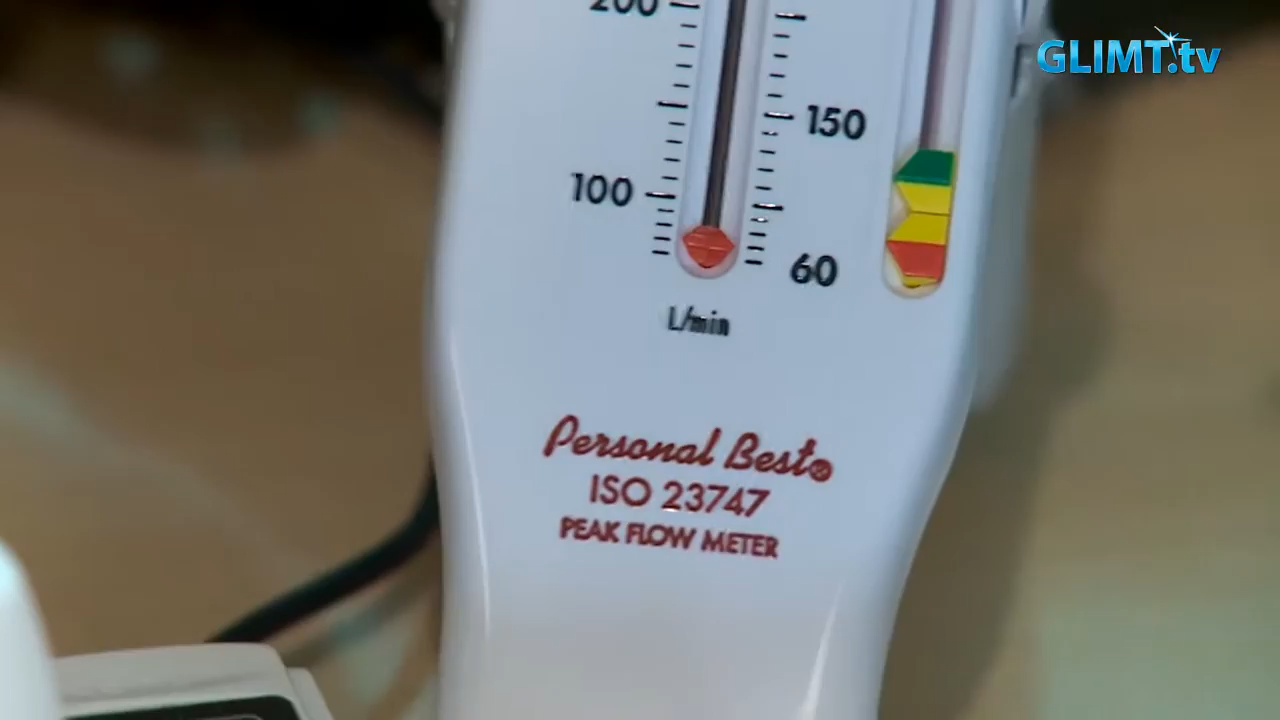 GLIMT.tv
200
150
100
60
L/min
Personal Best®
ISO 23747
PEAK FLOW METER